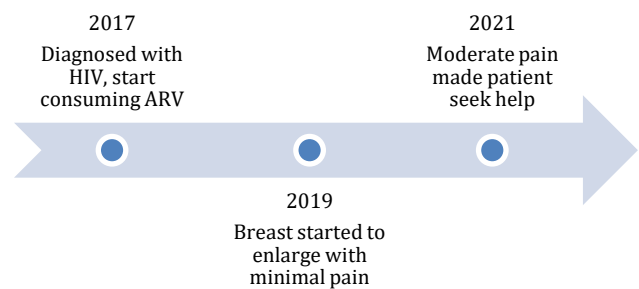 2017
Diagnosed with
HIV, start
consuming ARV
2019
Breast started to
enlarge with
minimal pain
2021
Moderate pain
made patient
seek help